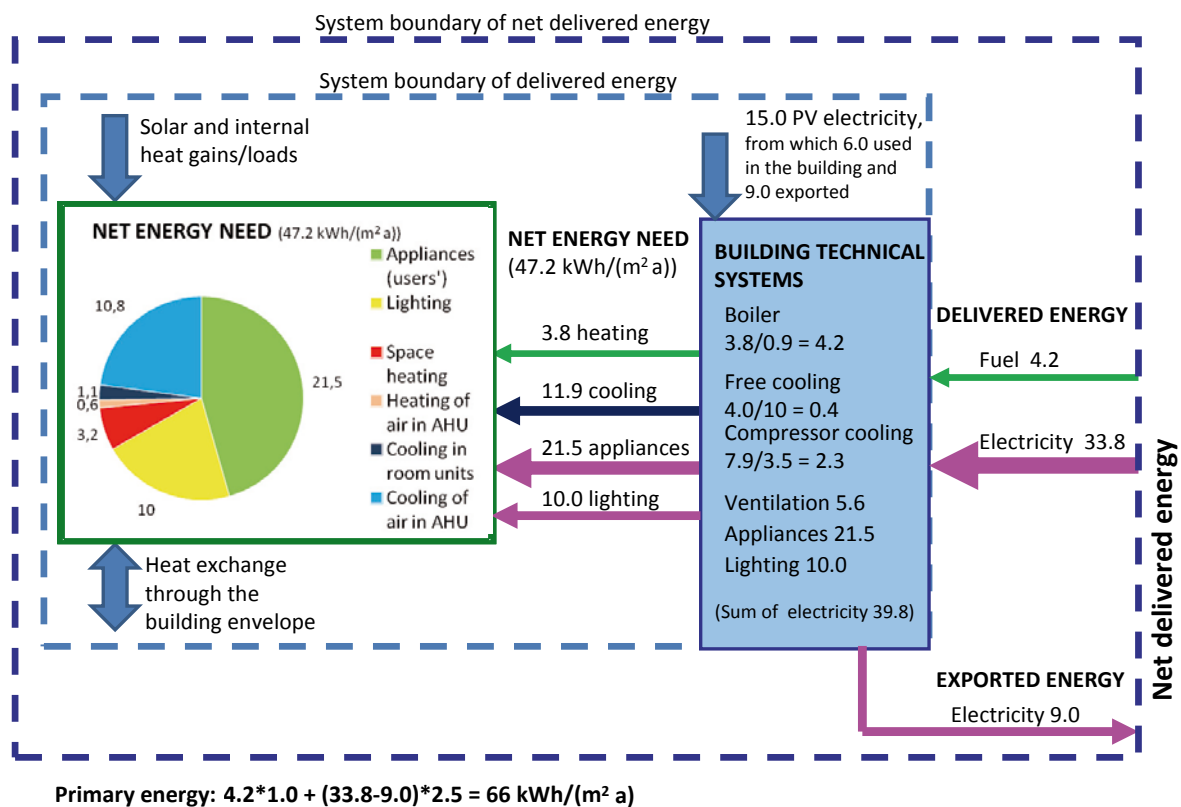 System boundary of net delivered energy
System boundary of delivered energy
Solar and internal
heat gains/loads
15.0 PV electricity,
from which 6.0 used
in the building and
9.0 exported
NET ENERGY NEED (47.2 kWh/(m² a))
Appliances
(users')
Lighting
Space
heating
Heating of
air in AHU
Cooling in
room units
Cooling of
air in AHU
10,8
1,1
0,6
3,2
10
21,5
NET ENERGY NEED
(47.2 kWh/(m² a))
3.8 heating
11.9 cooling
21.5 appliances
10.0 lighting
BUILDING TECHNICAL
SYSTEMS
Boiler
3.8/0.9 = 4.2
Free cooling
4.0/10 = 0.4
Compressor cooling
7.9/3.5 = 2.3
Ventilation 5.6
Appliances 21.5
Lighting 10.0
(Sum of electricity 39.8)
DELIVERED ENERGY
Fuel 4.2
Electricity 33.8
Net delivered energy
EXPORTED ENERGY
Electricity 9.0
Heat exchange
through the
building envelope
Primary energy: 4.2*1.0 + (33.8-9.0)*2.5 = 66 kWh/(m² a)